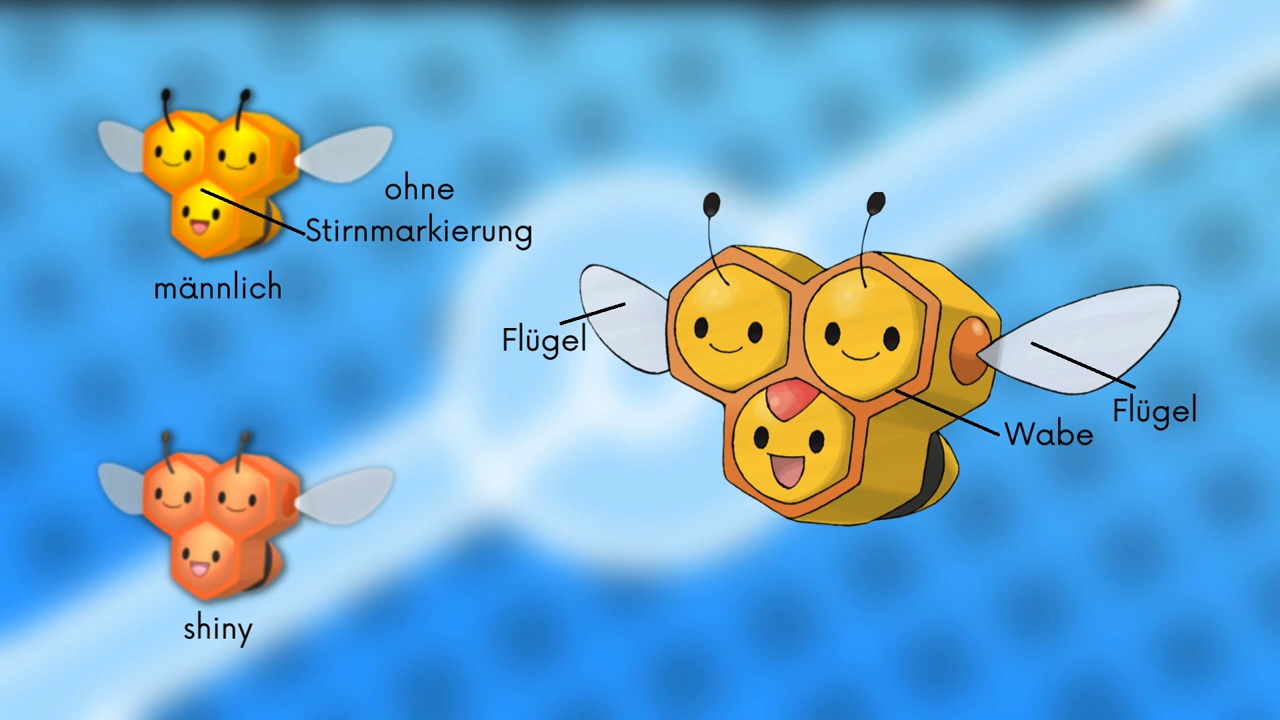 ohne
Stirnmarkierung
männlich
Flügel
Flügel
Wabe
shiny